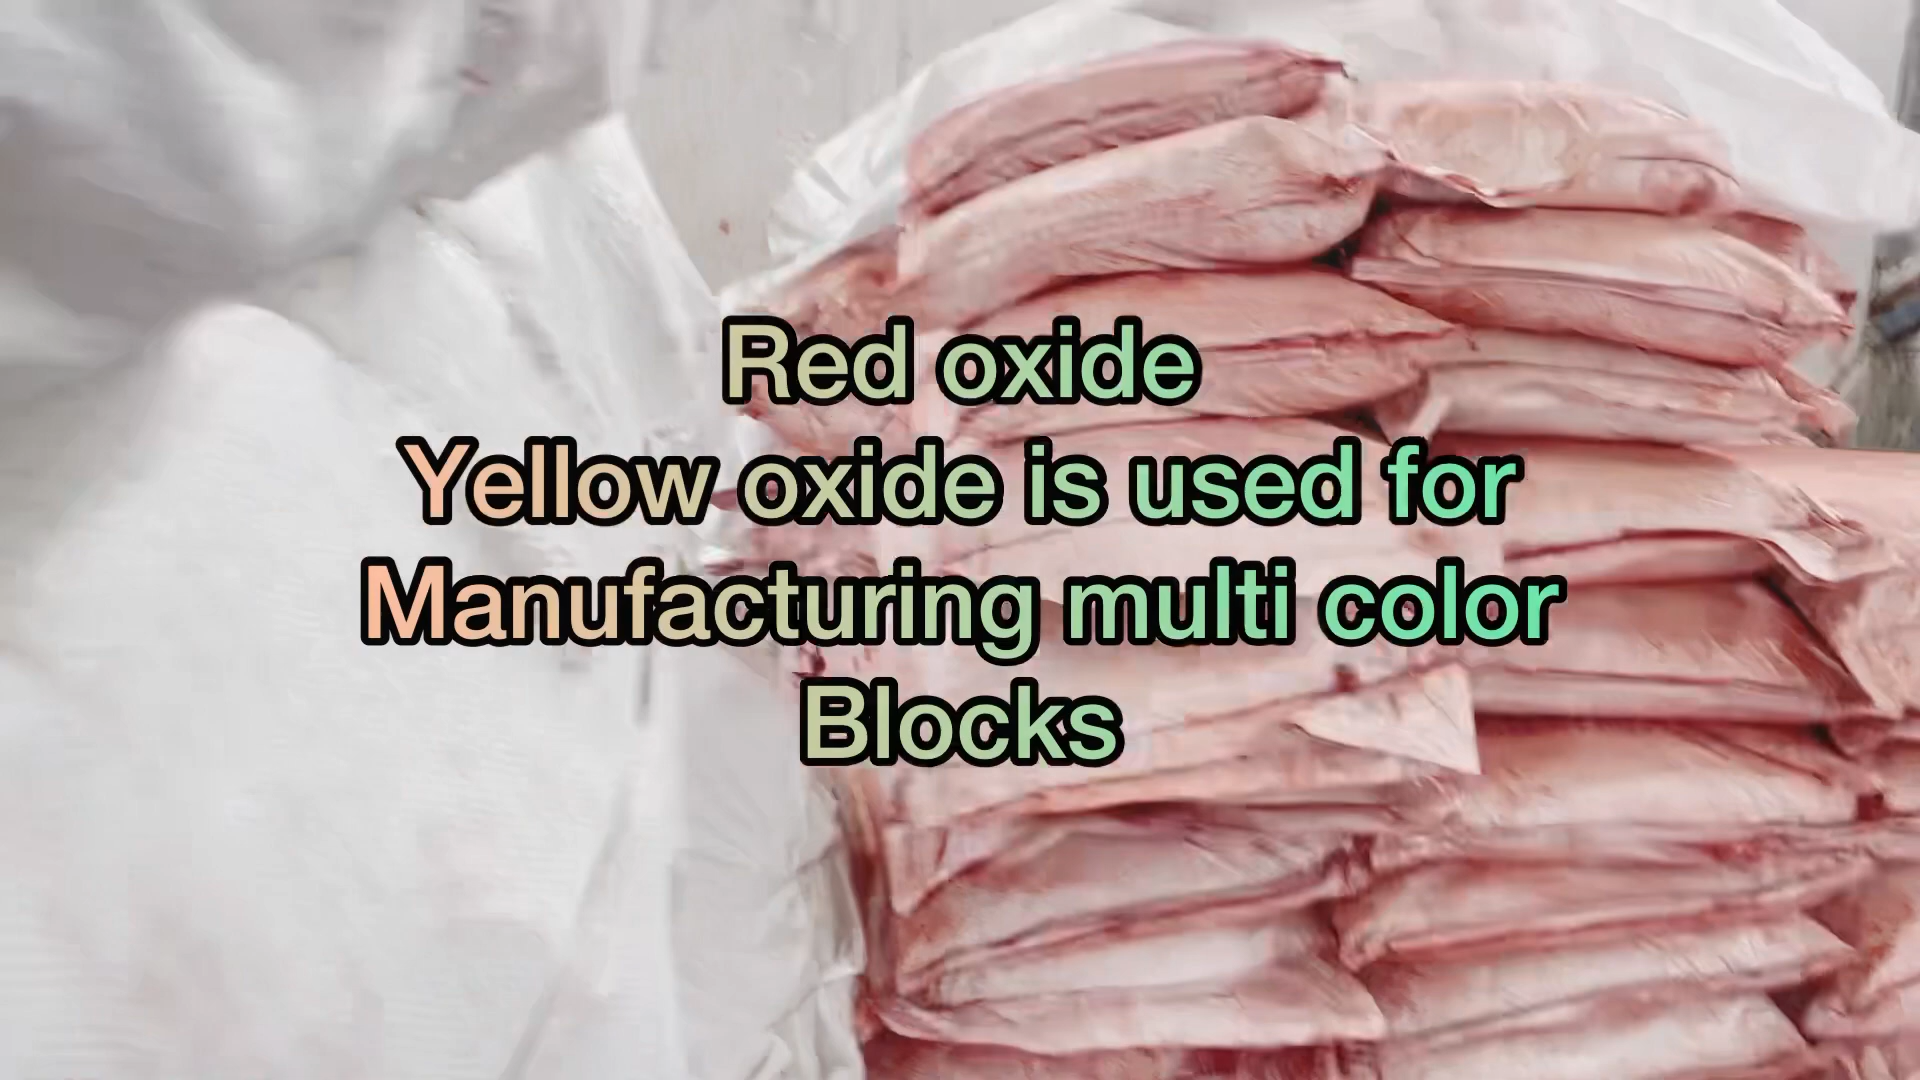 Red oxide
Yellow oxide is used for
Manufacturing multi color
Blocks